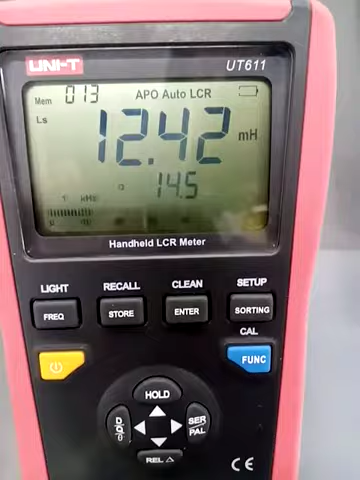 UNI-T UT611
Mem 013 APO Auto LCR
Ls 12.42 mH
Q 14.5
1 kHz
Handheld LCR Meter
LIGHT RECALL CLEAN SETUP
FREQ STORE ENTER SORTING
CAL
FUNC
HOLD
SER
PAL
REL △
CE